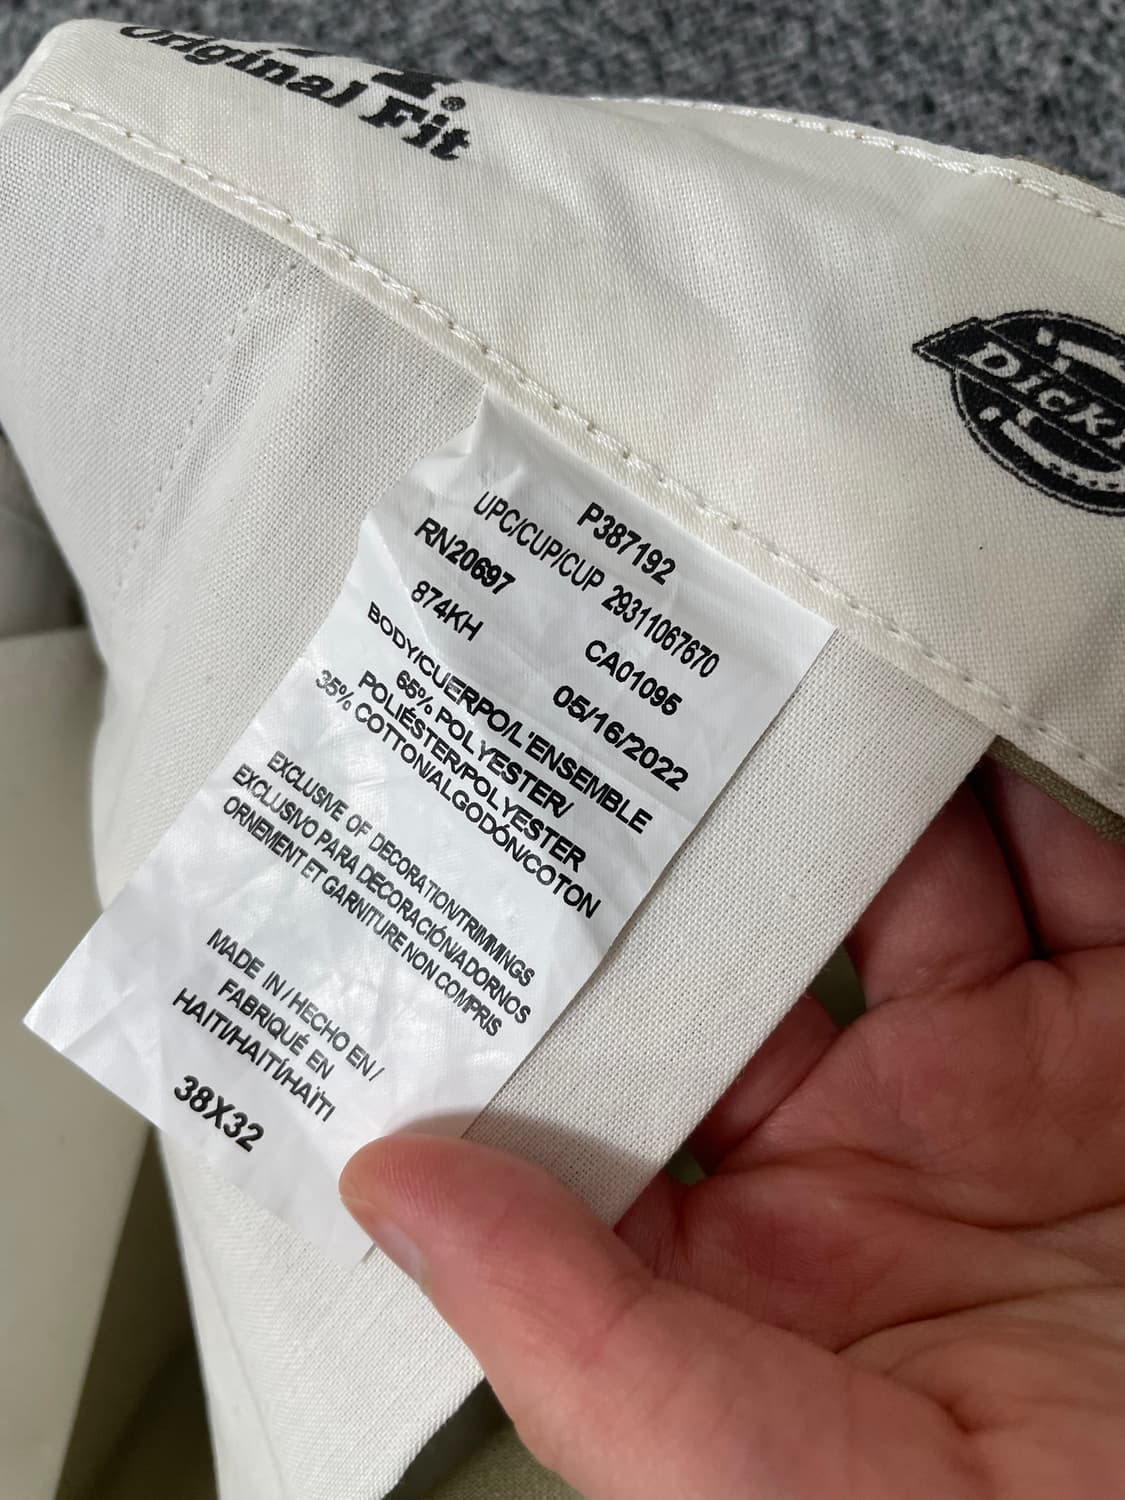 Original Fit
®
P387192
UPC/CUP/CUP 29311067670
RN20697 CA01095
874KH 05/16/2022
BODY/CUERPO/L'ENSEMBLE
65% POLYESTER/
POLIÉSTER/POLYESTER
35% COTTON/ALGODÓN/COTON
EXCLUSIVE OF DECORATION/TRIMMINGS
EXCLUSIVO PARA DECORACIÓN/ADORNOS
ORNEMENT ET GARNITURE NON COMPRIS
MADE IN / HECHO EN /
FABRIQUÉ EN
HAITI/HAITÍ/HAÏTI
38X32